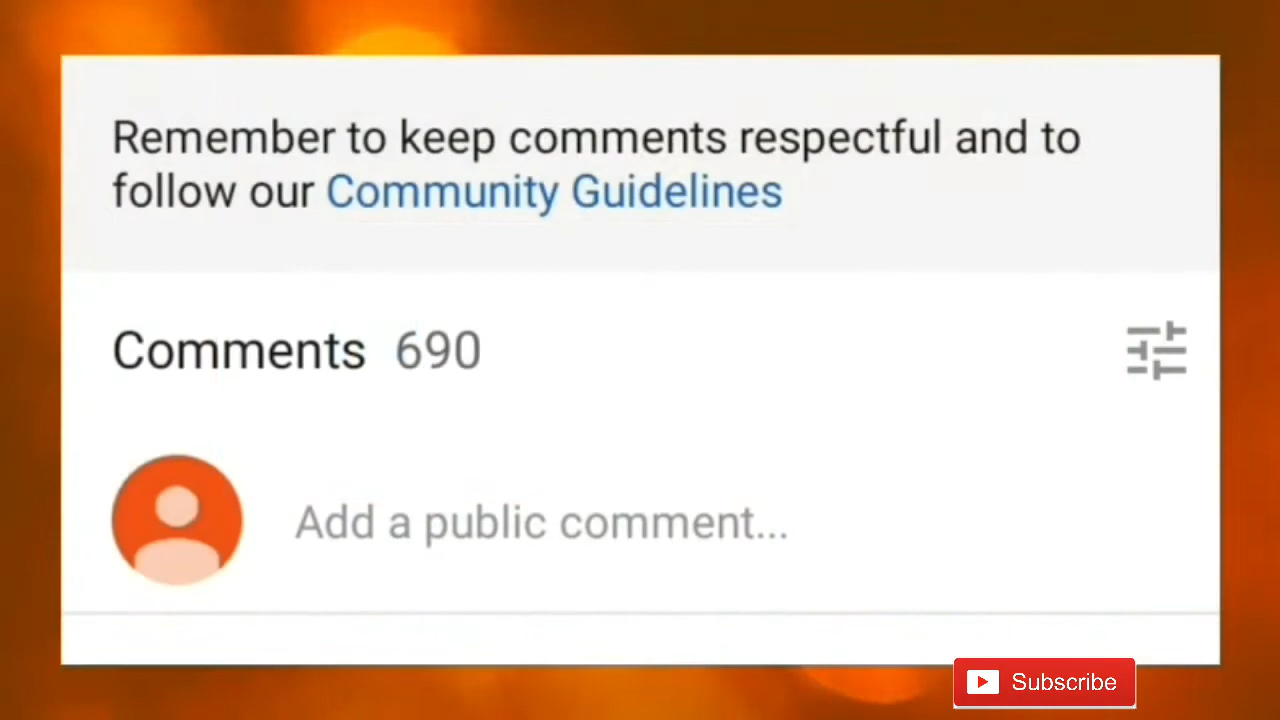 Remember to keep comments respectful and to
follow our Community Guidelines
Comments 690
Add a public comment...
Subscribe